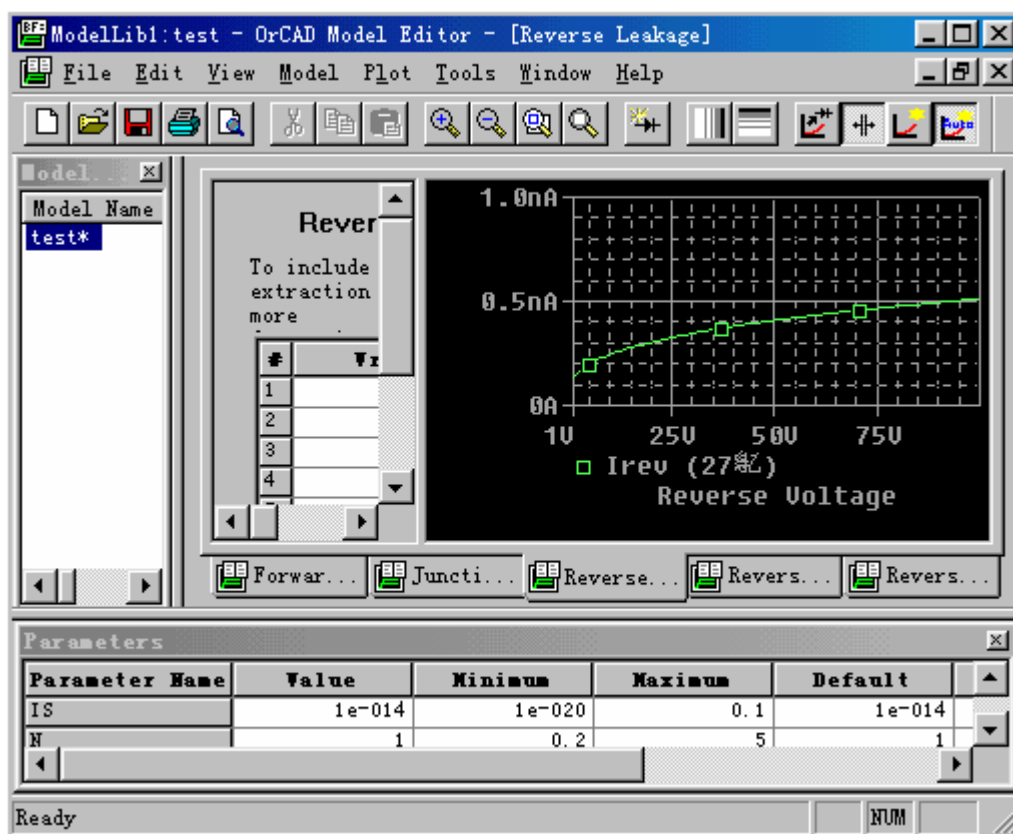 ModelLib1:test - OrCAD Model Editor - [Reverse Leakage]
File Edit View Model Plot Tools Window Help
Auto
Model...
Model Name
test*
Rever
To include
extraction
more
# Vr
1
2
3
4
1.0nA
0.5nA
0A
1V 25V 50V 75V
Irev (27
Reverse Voltage
Forwar... Juncti... Reverse... Revers... Revers...
Parameters
Parameter Name Value Minimum Maximum Default
IS 1e-014 1e-020 0.1 1e-014
N 1 0.2 5 1
Ready NUM